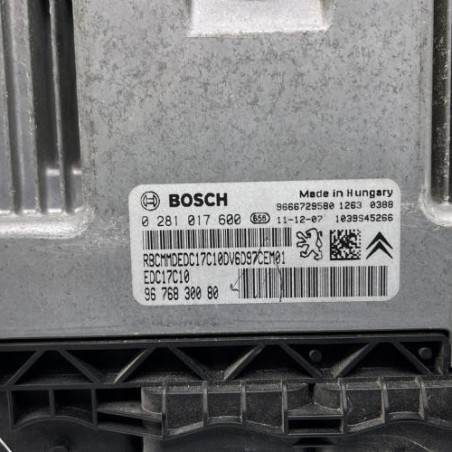 BOSCH
Made in Hungary
9666729580 1263 0388
0 281 017 600 656 11-12-07 1039S45266
RBCMMDEDC17C10DV6D97CEM01
EDC17C10
96 768 300 80